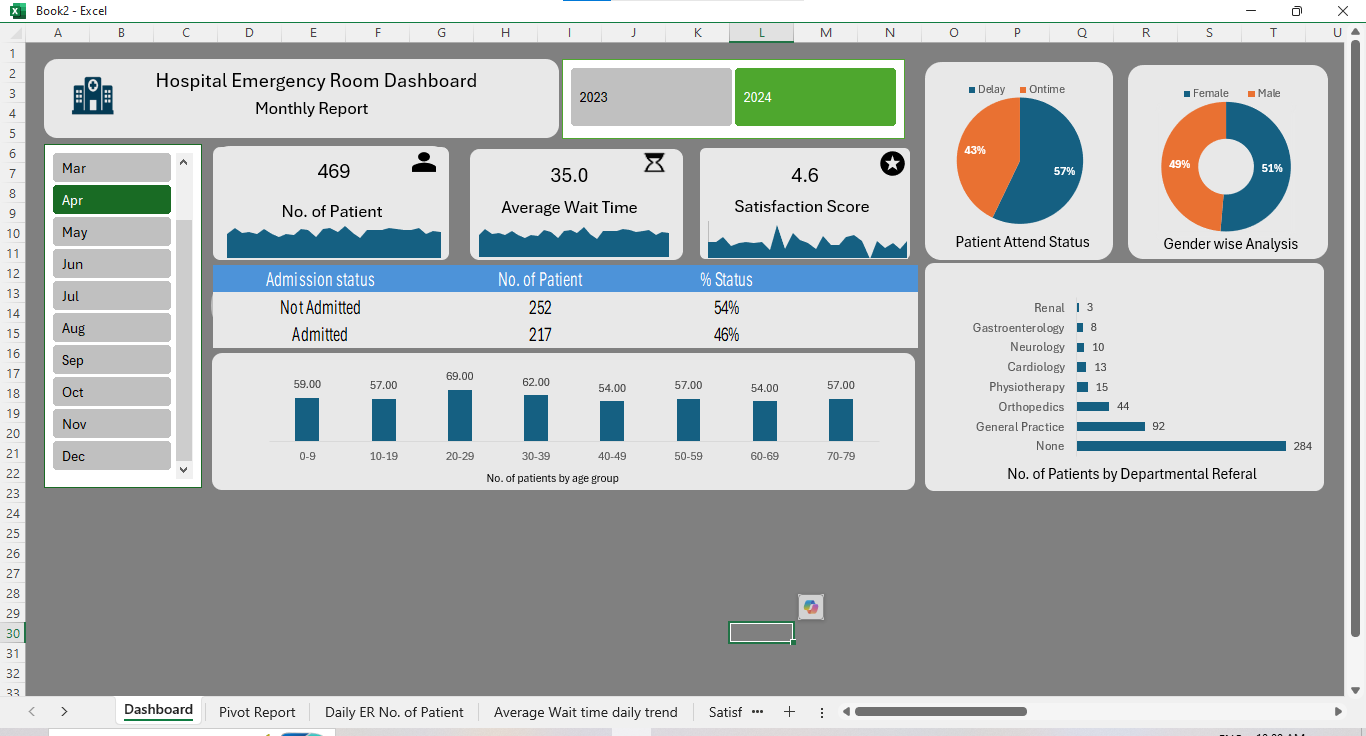 Book2 - Excel
A B C D E F G H I J K L M N O P Q R S T U
1
2
3
4
5
6
7
8
9
10
11
12
13
14
15
16
17
18
19
20
21
22
23
24
25
26
27
28
29
30
31
32
33
Hospital Emergency Room Dashboard
Monthly Report
2023
2024
Mar
Apr
May
Jun
Jul
Aug
Sep
Oct
Nov
Dec
469
No. of Patient
35.0
Average Wait Time
4.6
Satisfaction Score
Delay Ontime
43%
57%
Patient Attend Status
Female Male
49%
51%
Gender wise Analysis
Admission status No. of Patient % Status
Not Admitted 252 54%
Admitted 217 46%
59.00 57.00 69.00 62.00 54.00 57.00 54.00 57.00
0-9 10-19 20-29 30-39 40-49 50-59 60-69 70-79
No. of patients by age group
Renal 3
Gastroenterology 8
Neurology 10
Cardiology 13
Physiotherapy 15
Orthopedics 44
General Practice 92
None 284
No. of Patients by Departmental Referal
Dashboard Pivot Report Daily ER No. of Patient Average Wait time daily trend Satisf